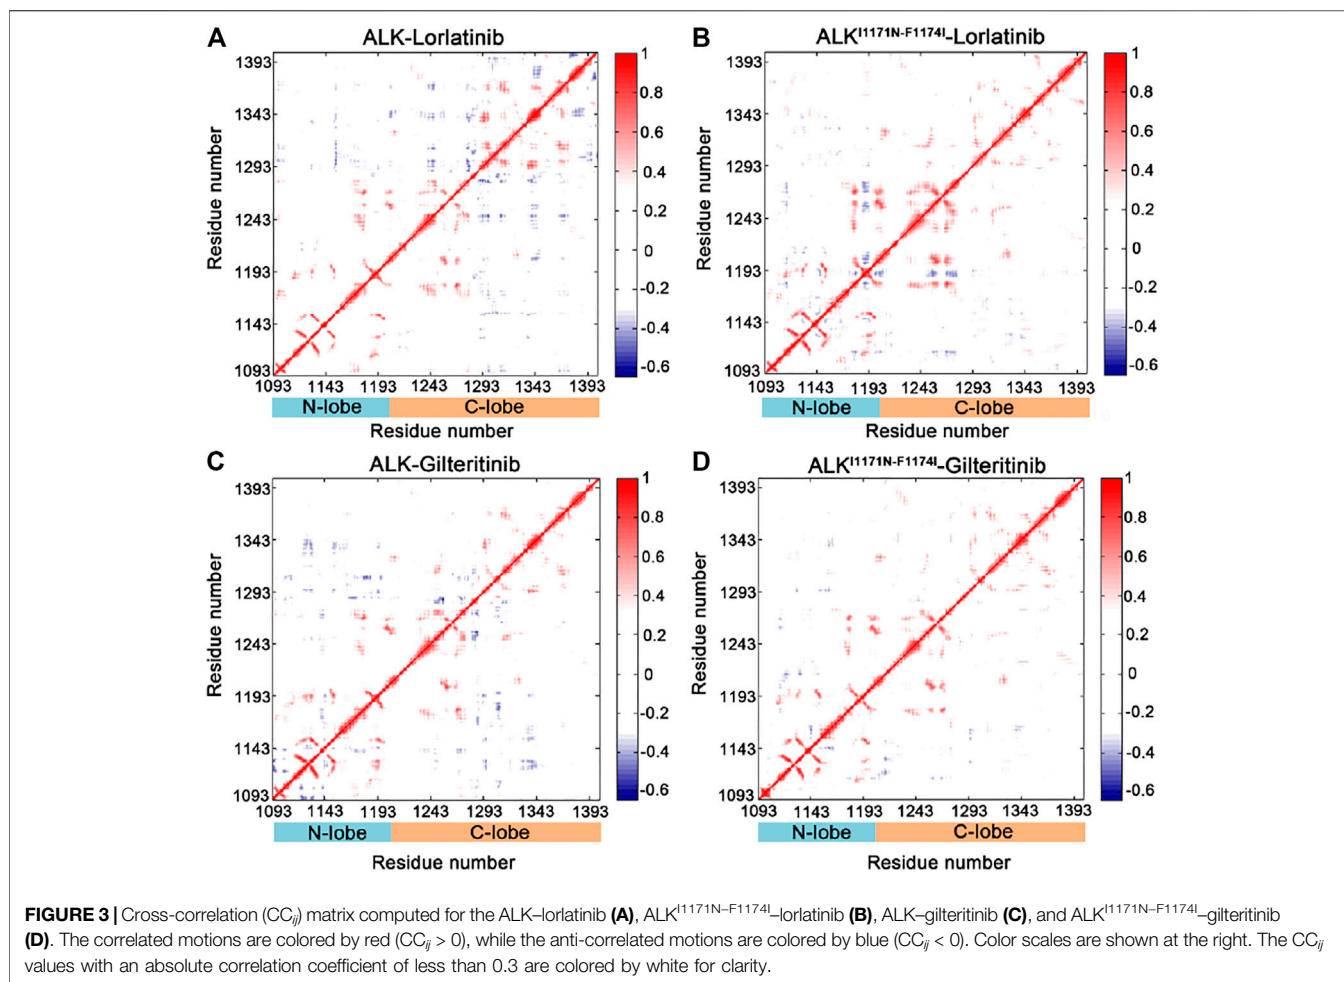 A
ALK-Lorlatinib
Residue number
1393
1343
1293
1243
1193
1143
1093
1093 1143 1193 1243 1293 1343 1393
N-lobe C-lobe
Residue number
1
0.8
0.6
0.4
0.2
0
-0.2
-0.4
-0.6
B
ALK^I1171N-F1174I-Lorlatinib
Residue number
1393
1343
1293
1243
1193
1143
1093
1093 1143 1193 1243 1293 1343 1393
N-lobe C-lobe
Residue number
1
0.8
0.6
0.4
0.2
0
-0.2
-0.4
-0.6
C
ALK-Gilteritinib
Residue number
1393
1343
1293
1243
1193
1143
1093
1093 1143 1193 1243 1293 1343 1393
N-lobe C-lobe
Residue number
1
0.8
0.6
0.4
0.2
0
-0.2
-0.4
-0.6
D
ALK^I1171N-F1174I-Gilteritinib
Residue number
1393
1343
1293
1243
1193
1143
1093
1093 1143 1193 1243 1293 1343 1393
N-lobe C-lobe
Residue number
1
0.8
0.6
0.4
0.2
0
-0.2
-0.4
-0.6
FIGURE 3 | Cross-correlation (CCij) matrix computed for the ALK–lorlatinib (A), ALK^I1171N–F1174I–lorlatinib (B), ALK–gilteritinib (C), and ALK^I1171N–F1174I–gilteritinib
(D). The correlated motions are colored by red (CCij > 0), while the anti-correlated motions are colored by blue (CCij < 0). Color scales are shown at the right. The CCij
values with an absolute correlation coefficient of less than 0.3 are colored by white for clarity.